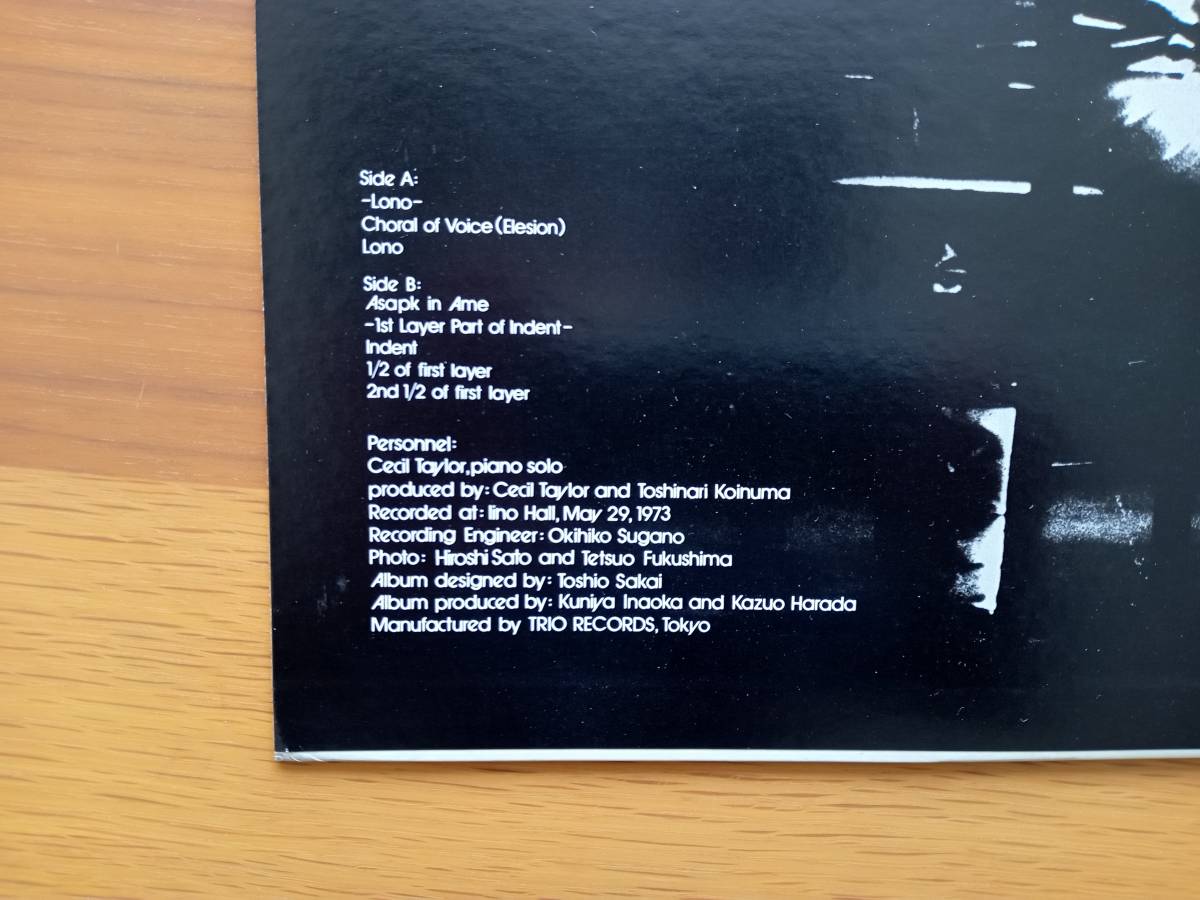 Side A:
-Lono-
Choral of Voice(Elesion)
Lono
Side B:
Asapk in Ame
-1st Layer Part of Indent-
Indent
1/2 of first layer
2nd 1/2 of first layer
Personnel:
Cecil Taylor,piano solo
produced by:Cecil Taylor and Toshinari Koinuma
Recorded at:Iino Hall,May 29,1973
Recording Engineer:Okihiko Sugano
Photo: Hiroshi Sato and Tetsuo Fukushima
Album designed by: Toshio Sakai
Album produced by: Kuniya Inaoka and Kazuo Harada
Manufactured by TRIO RECORDS, Tokyo